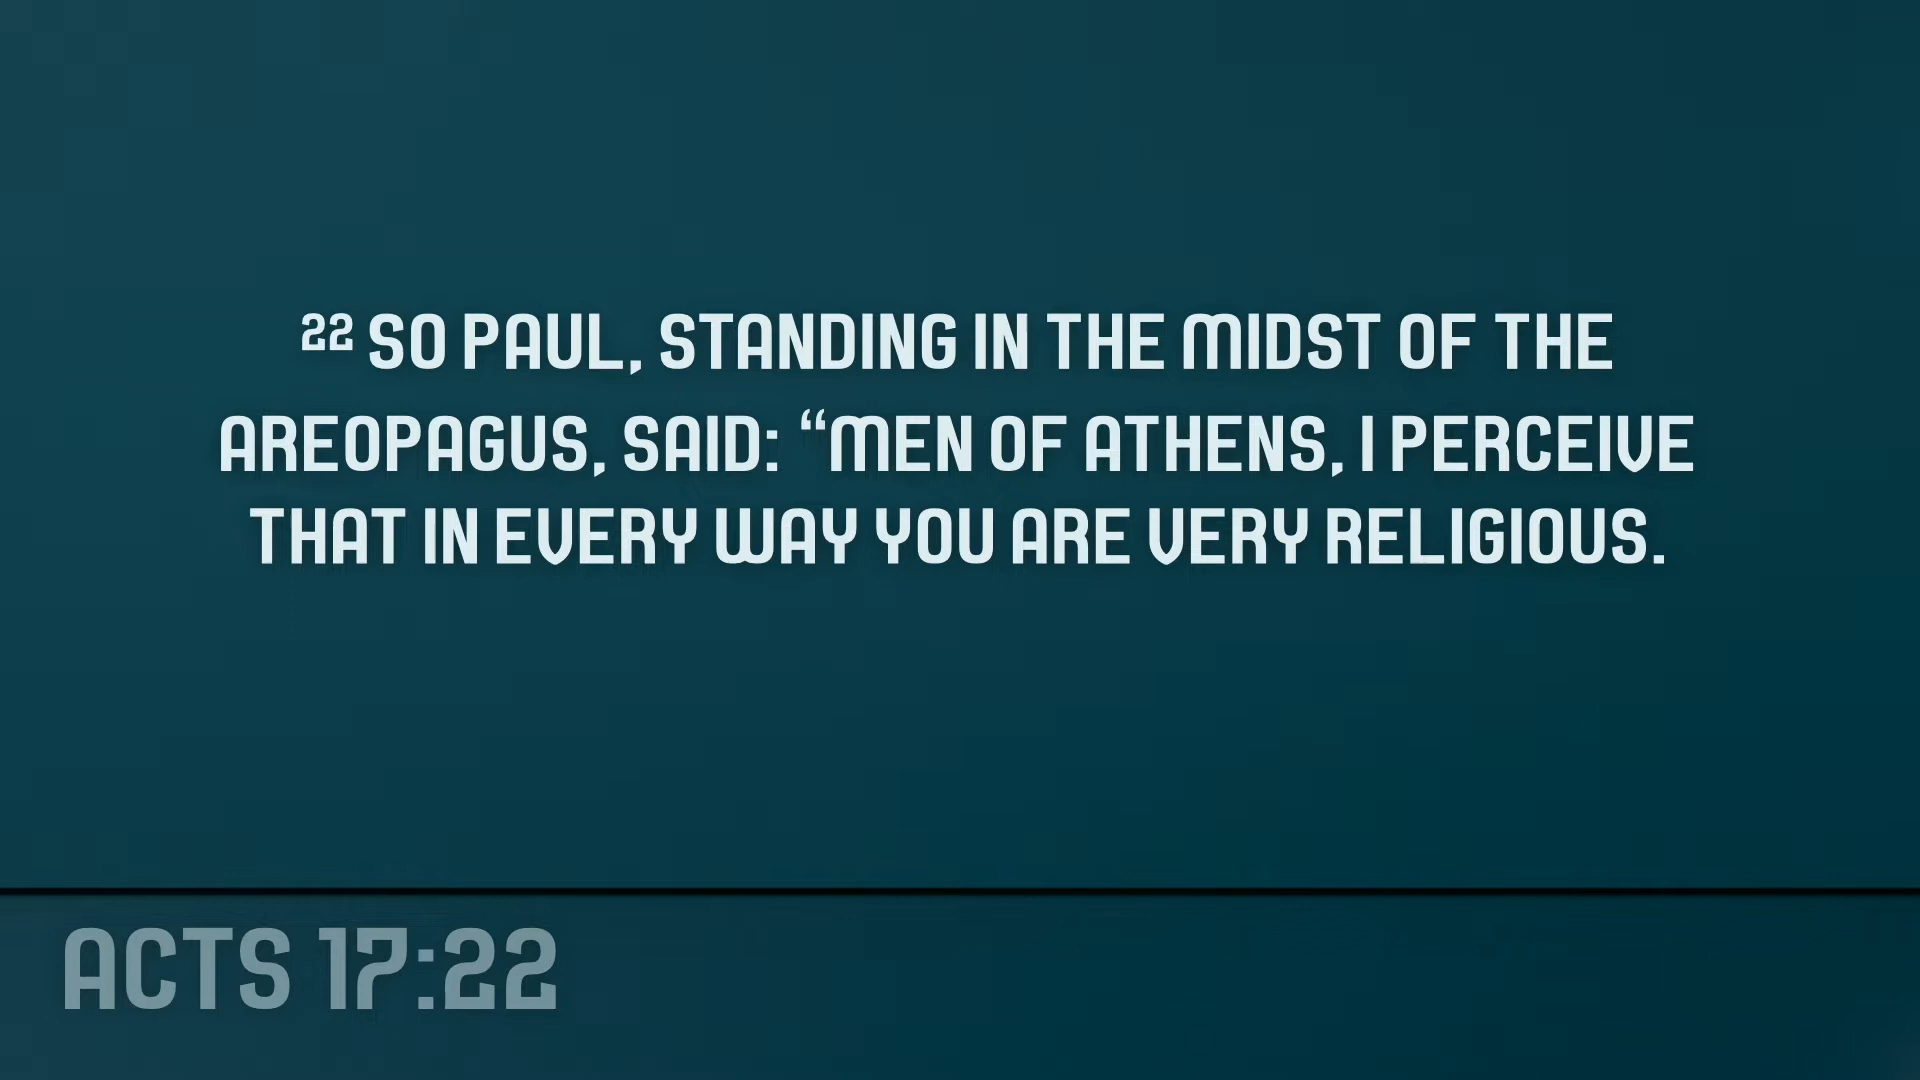 ²² SO PAUL, STANDING IN THE MIDST OF THE
AREOPAGUS, SAID: “MEN OF ATHENS, I PERCEIVE
THAT IN EVERY WAY YOU ARE VERY RELIGIOUS.
ACTS 17:22